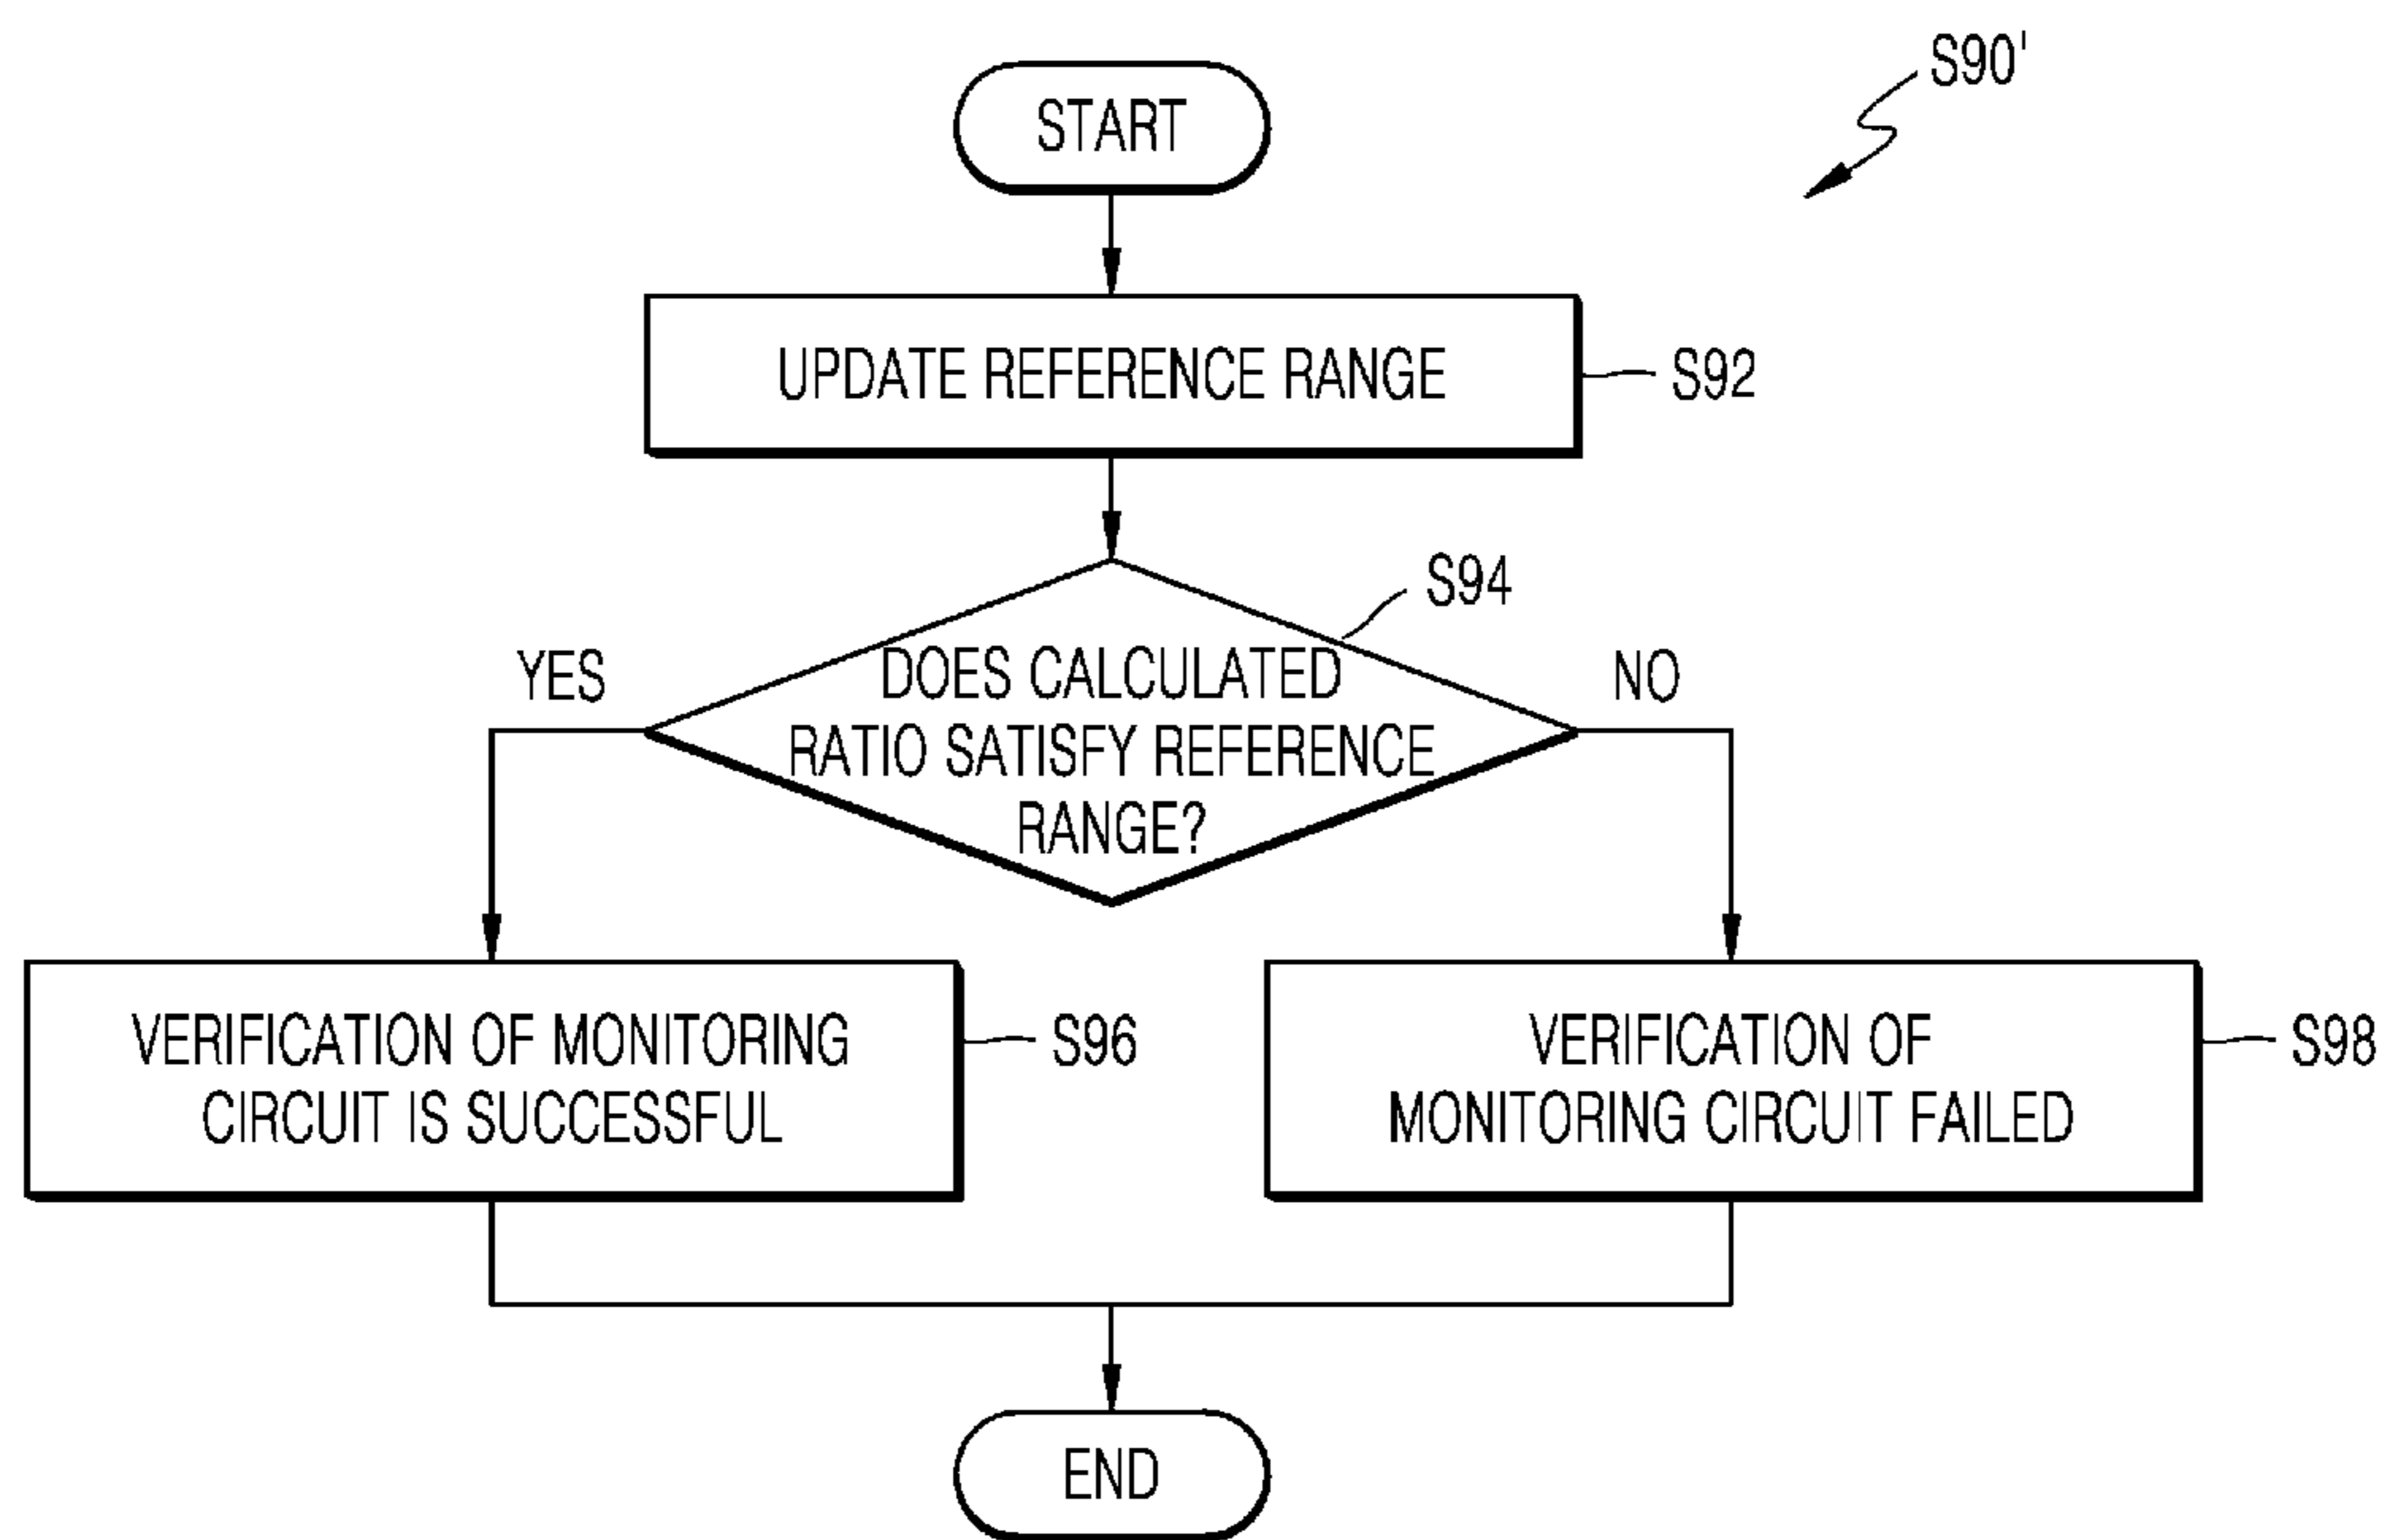 S90'
START
UPDATE REFERENCE RANGE
S92
S94
YES
DOES CALCULATED
RATIO SATISFY REFERENCE
RANGE?
NO
VERIFICATION OF MONITORING
CIRCUIT IS SUCCESSFUL
S96
VERIFICATION OF
MONITORING CIRCUIT FAILED
S98
END